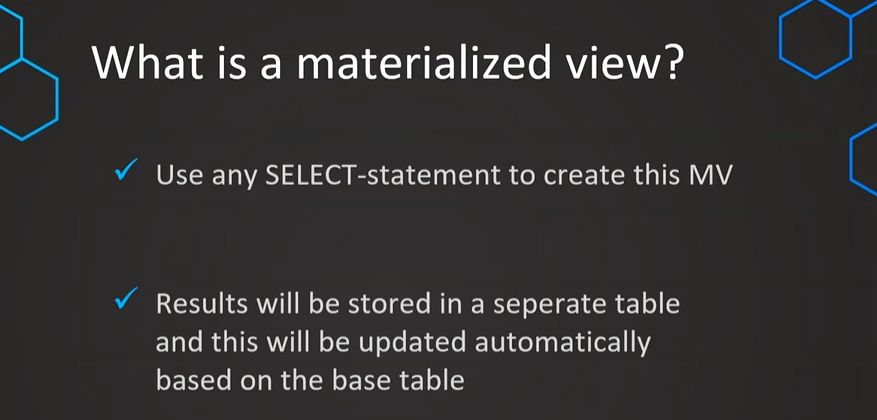 What is a materialized view?
Use any SELECT-statement to create this MV
Results will be stored in a seperate table
and this will be updated automatically
based on the base table